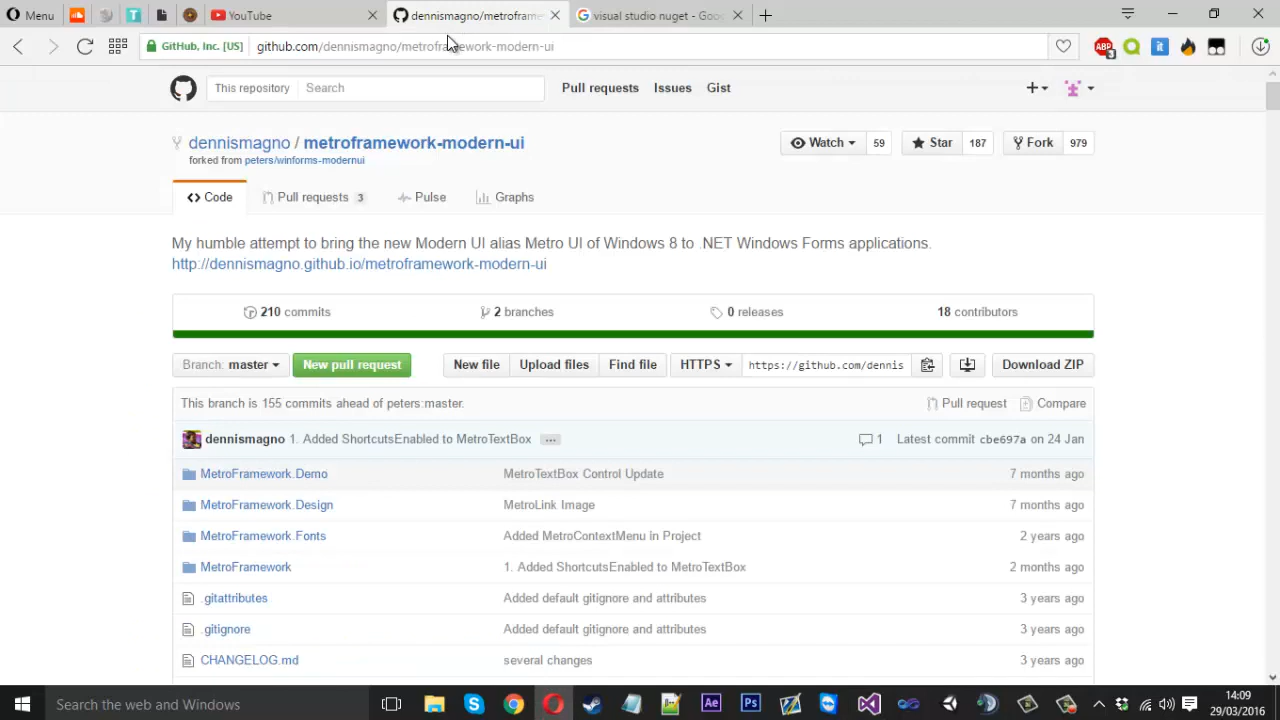 Menu
YouTube
dennismagno/metroframew
visual studio nuget - Goo
GitHub, Inc. [US]
github.com/dennismagno/metroframework-modern-ui
ABP
3
it
This repository
Search
Pull requests
Issues
Gist
dennismagno / metroframework-modern-ui
forked from peters/winforms-modernui
Watch
59
Star
187
Fork
979
Code
Pull requests 3
Pulse
Graphs
My humble attempt to bring the new Modern UI alias Metro UI of Windows 8 to .NET Windows Forms applications.
http://dennismagno.github.io/metroframework-modern-ui
210 commits
2 branches
0 releases
18 contributors
Branch: master
New pull request
New file
Upload files
Find file
HTTPS
https://github.com/dennis
Download ZIP
This branch is 155 commits ahead of peters:master.
Pull request
Compare
dennismagno 1. Added ShortcutsEnabled to MetroTextBox ...
1
Latest commit cbe697a on 24 Jan
MetroFramework.Demo
MetroTextBox Control Update
7 months ago
MetroFramework.Design
MetroLink Image
7 months ago
MetroFramework.Fonts
Added MetroContextMenu in Project
2 years ago
MetroFramework
1. Added ShortcutsEnabled to MetroTextBox
2 months ago
.gitattributes
Added default gitignore and attributes
3 years ago
.gitignore
Added default gitignore and attributes
3 years ago
CHANGELOG.md
several changes
3 years ago
Search the web and Windows
Ae
Ps
14:09
29/03/2016